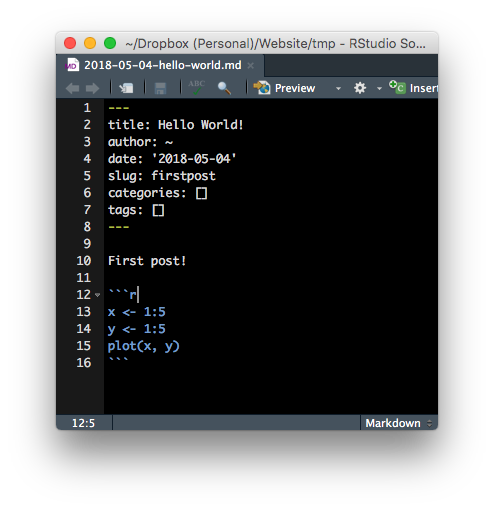 ~/Dropbox (Personal)/Website/tmp - RStudio So...
MD 2018-05-04-hello-world.md ×
ABC Preview C Inser
1 ---
2 title: Hello World!
3 author: ~
4 date: '2018-05-04'
5 slug: firstpost
6 categories: []
7 tags: []
8 ---
9
10 First post!
11
12 ```r
13 x <- 1:5
14 y <- 1:5
15 plot(x, y)
16 ```
12:5 Markdown